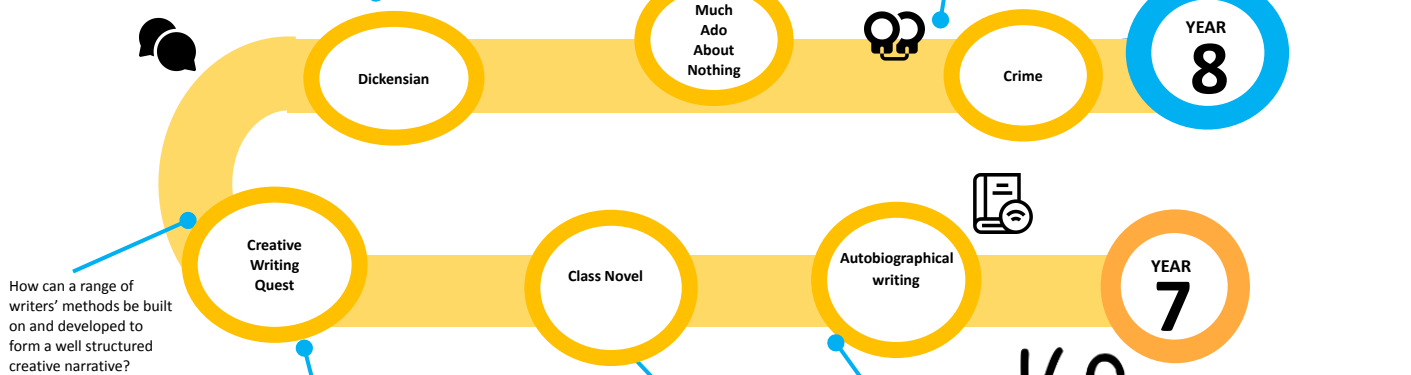 Much
Ado
About
Nothing
YEAR
8
Dickensian
Crime
Creative
Writing
Quest
Class Novel
Autobiographical
writing
YEAR
7
How can a range of
writers’ methods be built
on and developed to
form a well structured
creative narrative?